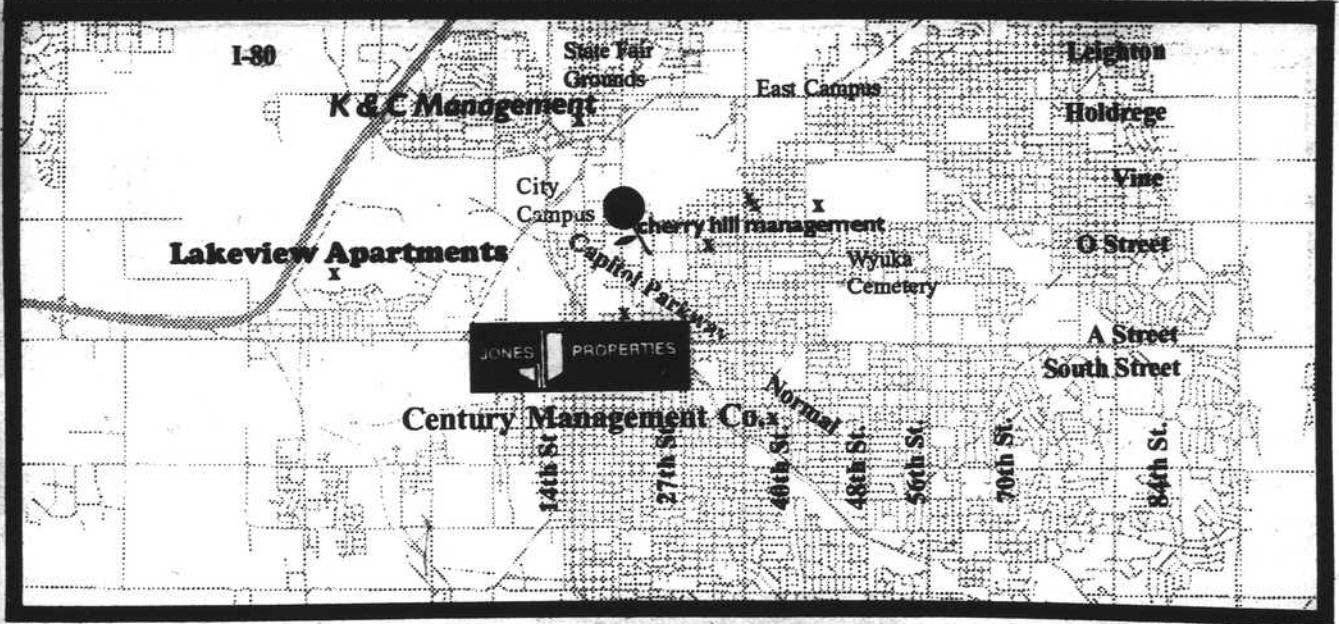 I-80
State Fair
Grounds
Leighton
East Campus
K & C Management
x
Holdrege
Vine
City
Campus
x
x
cherry hill management
x
O Street
Lakeview Apartments
x
Capitol Parkway
Wyuka
Cemetery
x
A Street
JONES PROPERTIES
South Street
Normal
Century Management Co.
x
14th St
27th St.
40th St.
48th St.
56th St.
70th St.
84th St.